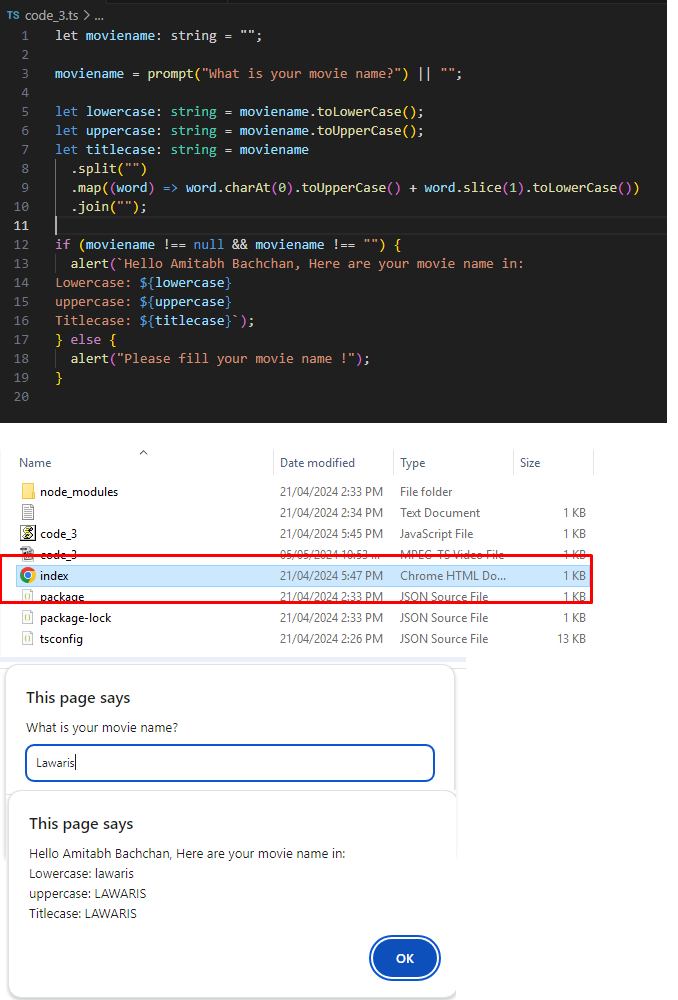 TS code_3.ts > ...
1 let moviename: string = "";
2
3 moviename = prompt("What is your movie name?") || "";
4
5 let lowercase: string = moviename.toLowerCase();
6 let uppercase: string = moviename.toUpperCase();
7 let titlecase: string = moviename
8 .split("")
9 .map((word) => word.charAt(0).toUpperCase() + word.slice(1).toLowerCase())
10 .join("");
11
12 if (moviename !== null && moviename !== "") {
13 alert(`Hello Amitabh Bachchan, Here are your movie name in:
14 Lowercase: ${lowercase}
15 uppercase: ${uppercase}
16 Titlecase: ${titlecase}`);
17 } else {
18 alert("Please fill your movie name !");
19 }
20
Name Date modified Type Size
node_modules 21/04/2024 2:33 PM File folder
21/04/2024 2:34 PM Text Document 1 KB
code_3 21/04/2024 5:45 PM JavaScript File 1 KB
code_3 05/05/2024 10:53 ... MPEG-TS Video File 1 KB
index 21/04/2024 5:47 PM Chrome HTML Do... 1 KB
package 21/04/2024 2:33 PM JSON Source File 1 KB
package-lock 21/04/2024 2:33 PM JSON Source File 1 KB
tsconfig 21/04/2024 2:26 PM JSON Source File 13 KB
This page says
What is your movie name?
Lawaris
This page says
Hello Amitabh Bachchan, Here are your movie name in:
Lowercase: lawaris
uppercase: LAWARIS
Titlecase: LAWARIS
OK